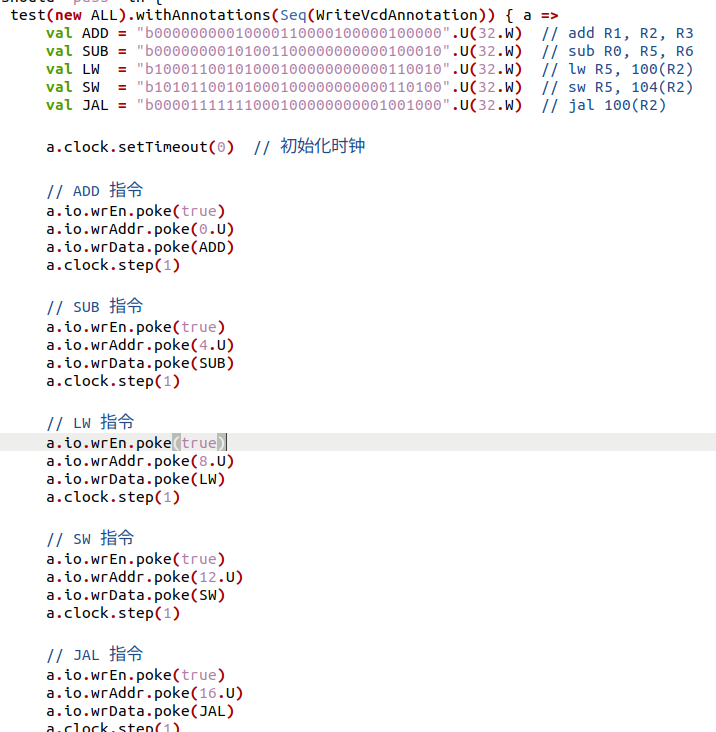 test(new ALL).withAnnotations(Seq(WriteVcdAnnotation)) { a =>
val ADD = "b00000000010000110000100000100000".U(32.W) // add R1, R2, R3
val SUB = "b00000000101001100000000000100010".U(32.W) // sub R0, R5, R6
val LW = "b10001100101000100000000000110010".U(32.W) // lw R5, 100(R2)
val SW = "b10101100101000100000000000110100".U(32.W) // sw R5, 104(R2)
val JAL = "b00001111111000100000000001001000".U(32.W) // jal 100(R2)
a.clock.setTimeout(0) // 初始化时钟
// ADD 指令
a.io.wrEn.poke(true)
a.io.wrAddr.poke(0.U)
a.io.wrData.poke(ADD)
a.clock.step(1)
// SUB 指令
a.io.wrEn.poke(true)
a.io.wrAddr.poke(4.U)
a.io.wrData.poke(SUB)
a.clock.step(1)
// LW 指令
a.io.wrEn.poke(true)
a.io.wrAddr.poke(8.U)
a.io.wrData.poke(LW)
a.clock.step(1)
// SW 指令
a.io.wrEn.poke(true)
a.io.wrAddr.poke(12.U)
a.io.wrData.poke(SW)
a.clock.step(1)
// JAL 指令
a.io.wrEn.poke(true)
a.io.wrAddr.poke(16.U)
a.io.wrData.poke(JAL)
a.clock.step(1)